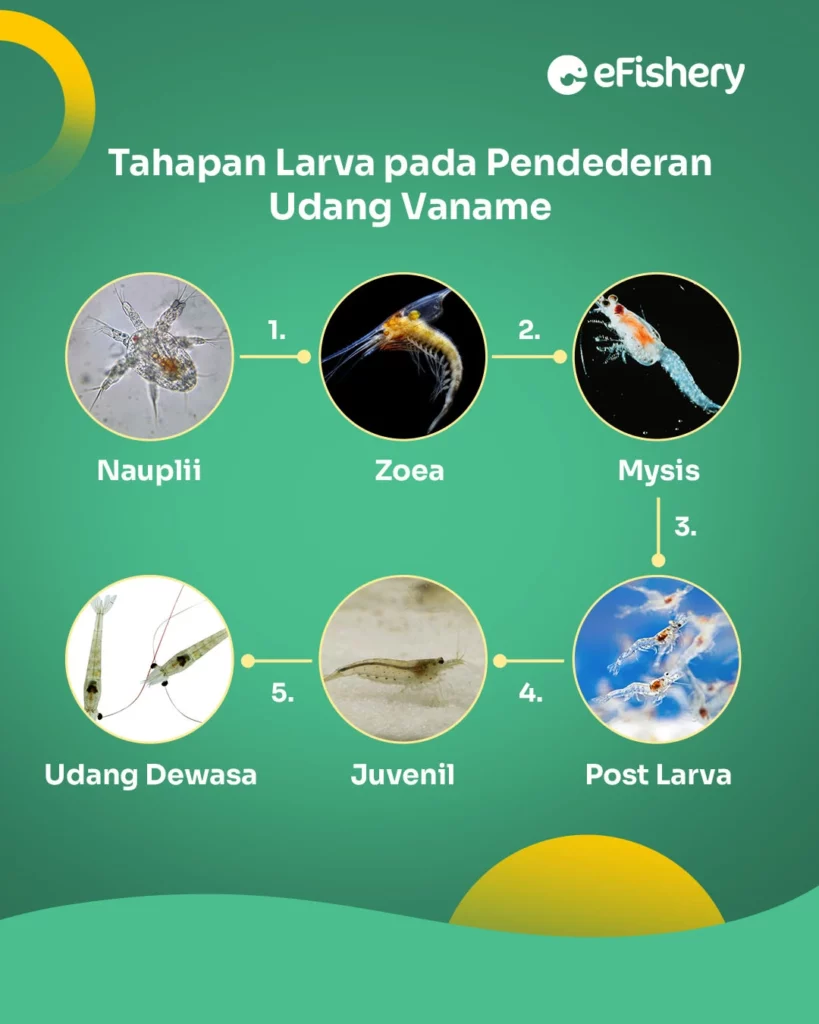 eFishery
Tahapan Larva pada Pendederan
Udang Vaname
1.
2.
Nauplii
Zoea
Mysis
3.
5.
4.
Udang Dewasa
Juvenil
Post Larva